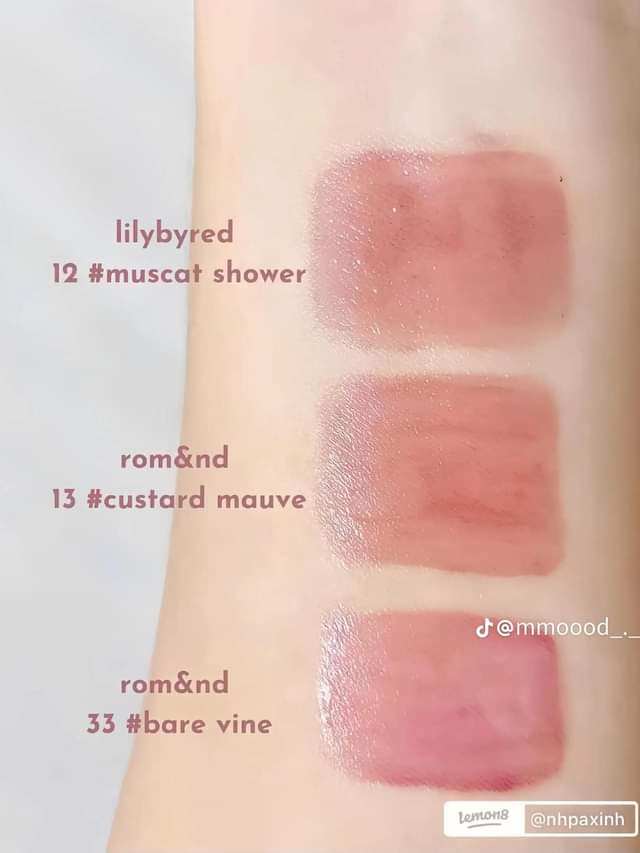 lilybyred
12 #muscat shower
rom&nd
13 #custard mauve
@mmoood_._
rom&nd
33 #bare vine
lemon8 @nhpaxinh